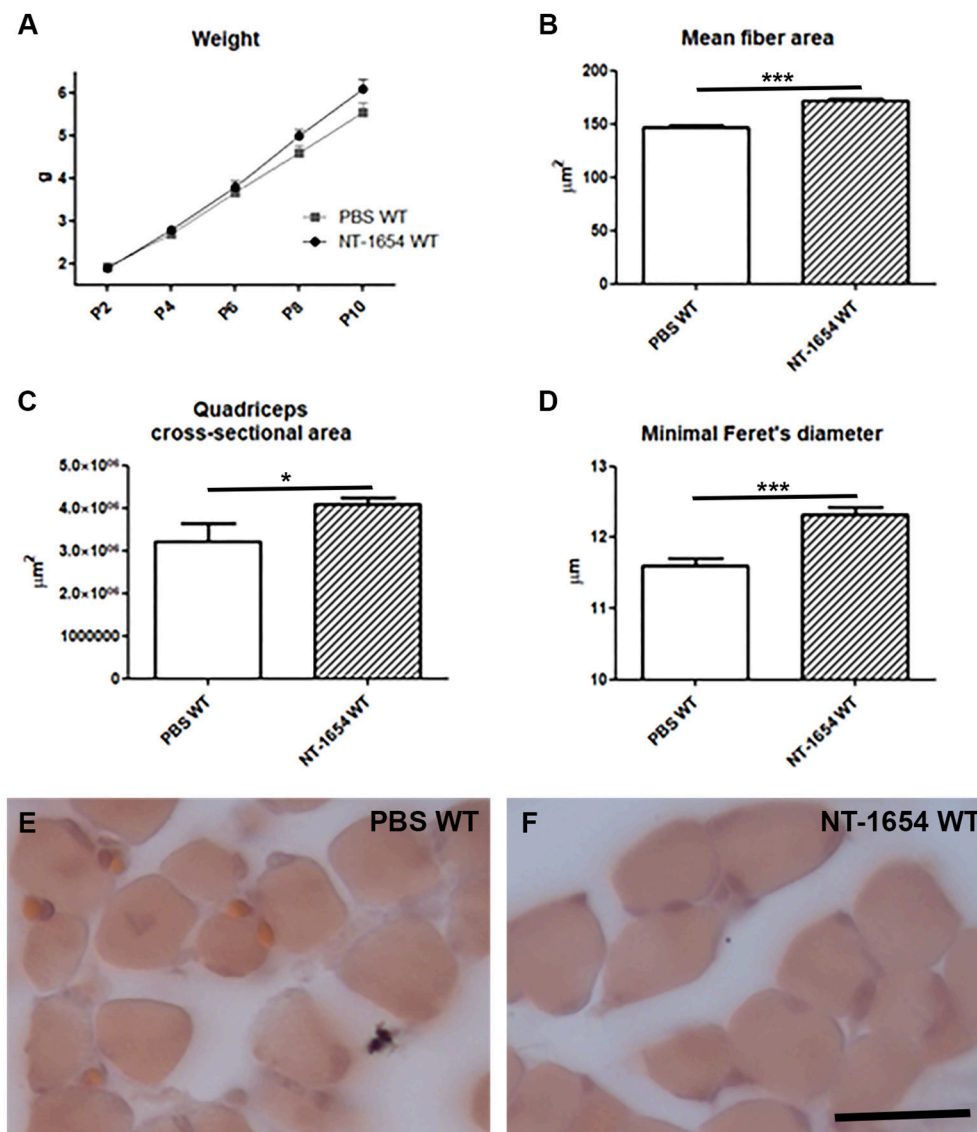 A
Weight
g
6
5
4
3
2
PBS WT
NT-1654 WT
P2
P4
P6
P8
P10
B
Mean fiber area
μm²
200
150
100
50
0
***
PBS WT
NT-1654 WT
C
Quadriceps
cross-sectional area
μm²
5.0×10⁰⁶
4.0×10⁰⁶
3.0×10⁰⁶
2.0×10⁰⁶
1000000
0
*
PBS WT
NT-1654 WT
D
Minimal Feret's diameter
μm
13
12
11
10
***
PBS WT
NT-1654 WT
E
PBS WT
F
NT-1654 WT